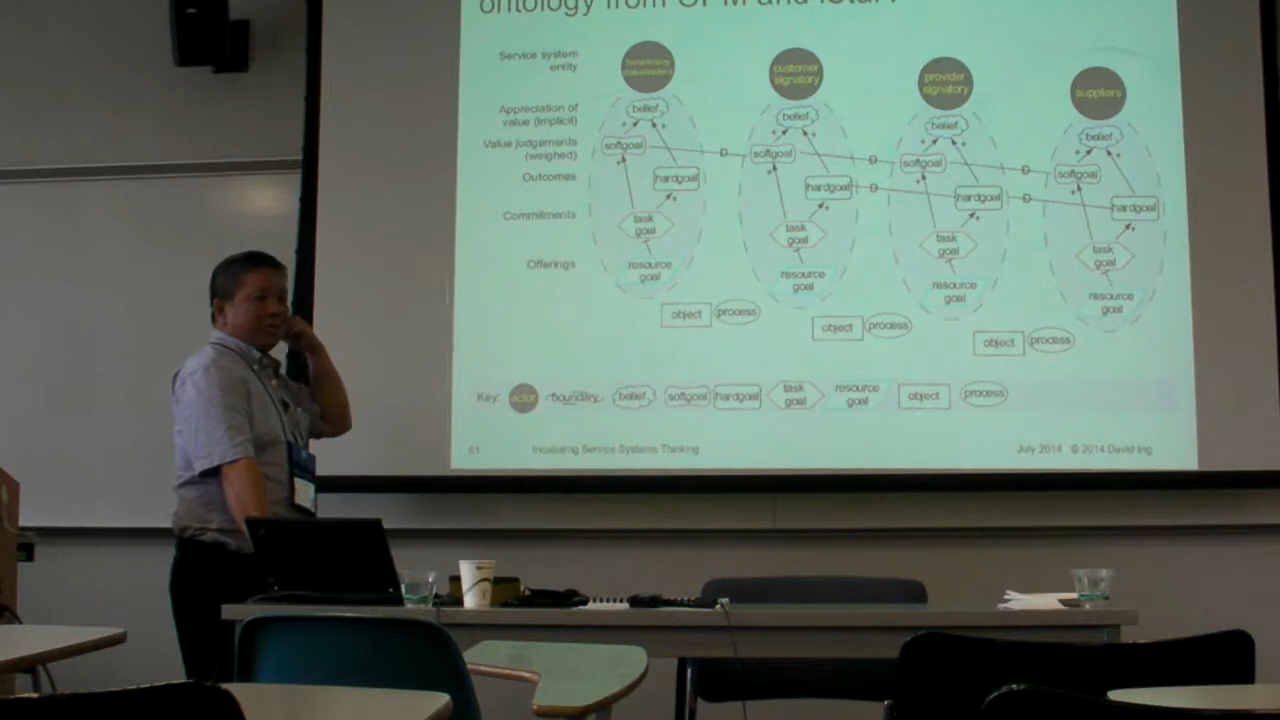 ontology from OPM and iStar?
Service system
entity
beneficiary
stakeholders
customer
signatory
provider
signatory
suppliers
Appreciation of
value (implicit)
belief
belief
belief
belief
Value judgements
(weighed)
softgoal
D
softgoal
D
softgoal
D
softgoal
Outcomes
hardgoal
hardgoal
D
hardgoal
D
hardgoal
Commitments
task
goal
task
goal
task
goal
task
goal
Offerings
resource
goal
resource
goal
resource
goal
resource
goal
object
process
object
process
object
process
Key:
actor
boundary
belief
softgoal
hardgoal
task
goal
resource
goal
object
process
61
Incubating Service Systems Thinking
July 2014 © 2014 David Ing